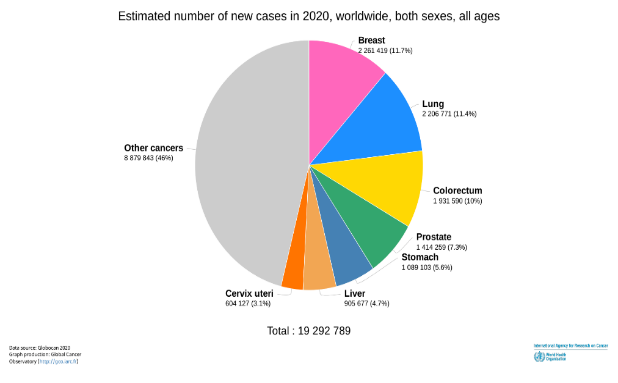 Estimated number of new cases in 2020, worldwide, both sexes, all ages
Breast
2 261 419 (11.7%)
Lung
2 206 771 (11.4%)
Colorectum
1 931 590 (10%)
Prostate
1 414 259 (7.3%)
Stomach
1 089 103 (5.6%)
Liver
905 677 (4.7%)
Cervix uteri
604 127 (3.1%)
Other cancers
8 879 843 (46%)
Total : 19 292 789
Data source: Globocan 2020
Graph production: Global Cancer
Observatory (http://gco.iarc.fr)
International Agency for Research on Cancer
World Health
Organization